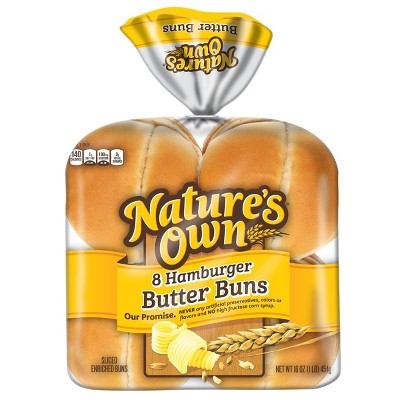 Butter Buns
Nature's
Own
140
Nature's
Own
8 Hamburger
Butter Buns
Our Promise. NEVER any artificial preservatives, colors or
flavors and NO high fructose corn syrup.
SLICED
ENRICHED BUNS
NET WT 16 OZ (1 LB) 454g